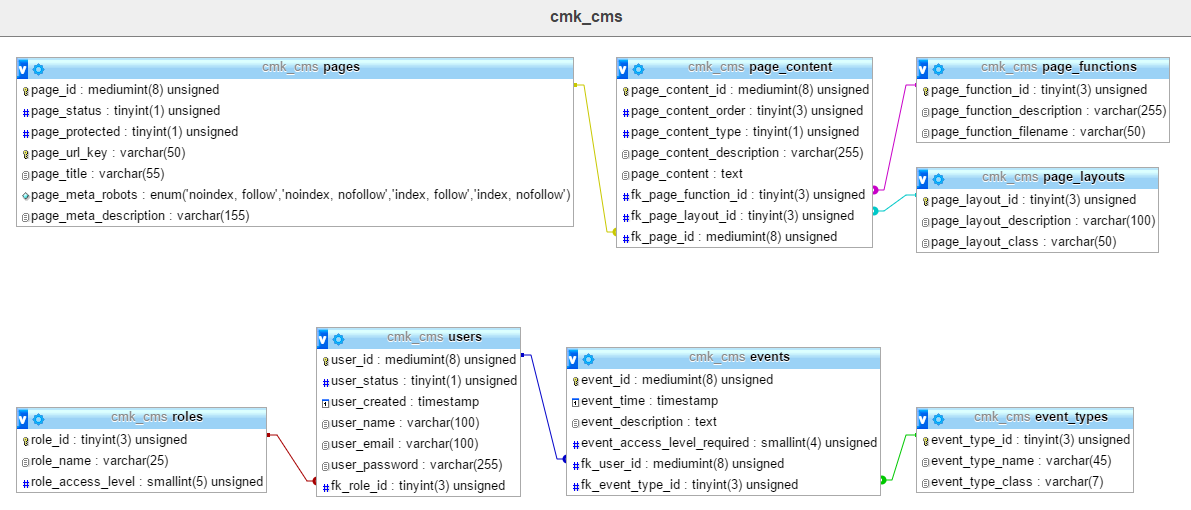 cmk_cms
cmk_cms pages
page_id : mediumint(8) unsigned
page_status : tinyint(1) unsigned
page_protected : tinyint(1) unsigned
page_url_key : varchar(50)
page_title : varchar(55)
page_meta_robots : enum('noindex, follow','noindex, nofollow','index, follow','index, nofollow')
page_meta_description : varchar(155)
cmk_cms page_content
page_content_id : mediumint(8) unsigned
page_content_order : tinyint(3) unsigned
page_content_type : tinyint(1) unsigned
page_content_description : varchar(255)
page_content : text
fk_page_function_id : tinyint(3) unsigned
fk_page_layout_id : tinyint(3) unsigned
fk_page_id : mediumint(8) unsigned
cmk_cms page_functions
page_function_id : tinyint(3) unsigned
page_function_description : varchar(255)
page_function_filename : varchar(50)
cmk_cms page_layouts
page_layout_id : tinyint(3) unsigned
page_layout_description : varchar(100)
page_layout_class : varchar(50)
cmk_cms roles
role_id : tinyint(3) unsigned
role_name : varchar(25)
role_access_level : smallint(5) unsigned
cmk_cms users
user_id : mediumint(8) unsigned
user_status : tinyint(1) unsigned
user_created : timestamp
user_name : varchar(100)
user_email : varchar(100)
user_password : varchar(255)
fk_role_id : tinyint(3) unsigned
cmk_cms events
event_id : mediumint(8) unsigned
event_time : timestamp
event_description : text
event_access_level_required : smallint(4) unsigned
fk_user_id : mediumint(8) unsigned
fk_event_type_id : tinyint(3) unsigned
cmk_cms event_types
event_type_id : tinyint(3) unsigned
event_type_name : varchar(45)
event_type_class : varchar(7)